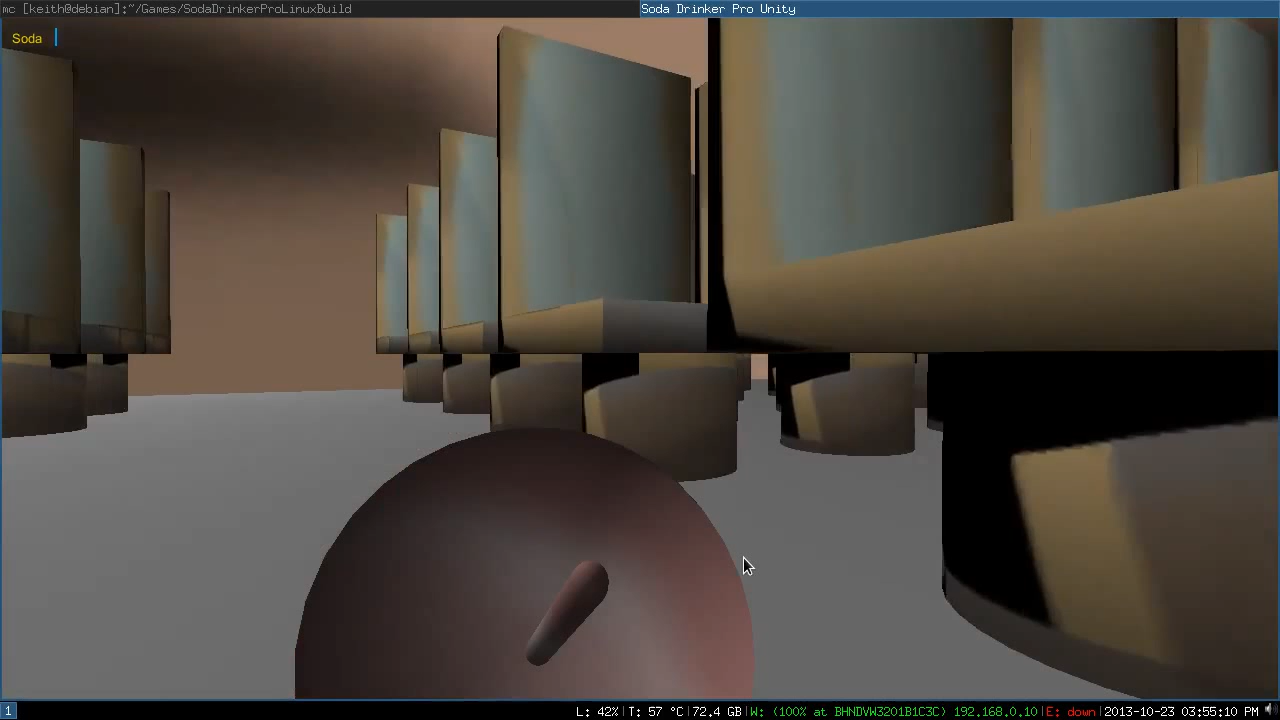 mc [keith@debian]:~/Games/SodaDrinkerProLinuxBuild
Soda Drinker Pro Unity
Soda
1
L: 42%|T: 57 °C|72.4 GB|W: (100% at BHNDVW3201B1C3C) 192.168.0.10|E: down|2013-10-23 03:55:10 PM